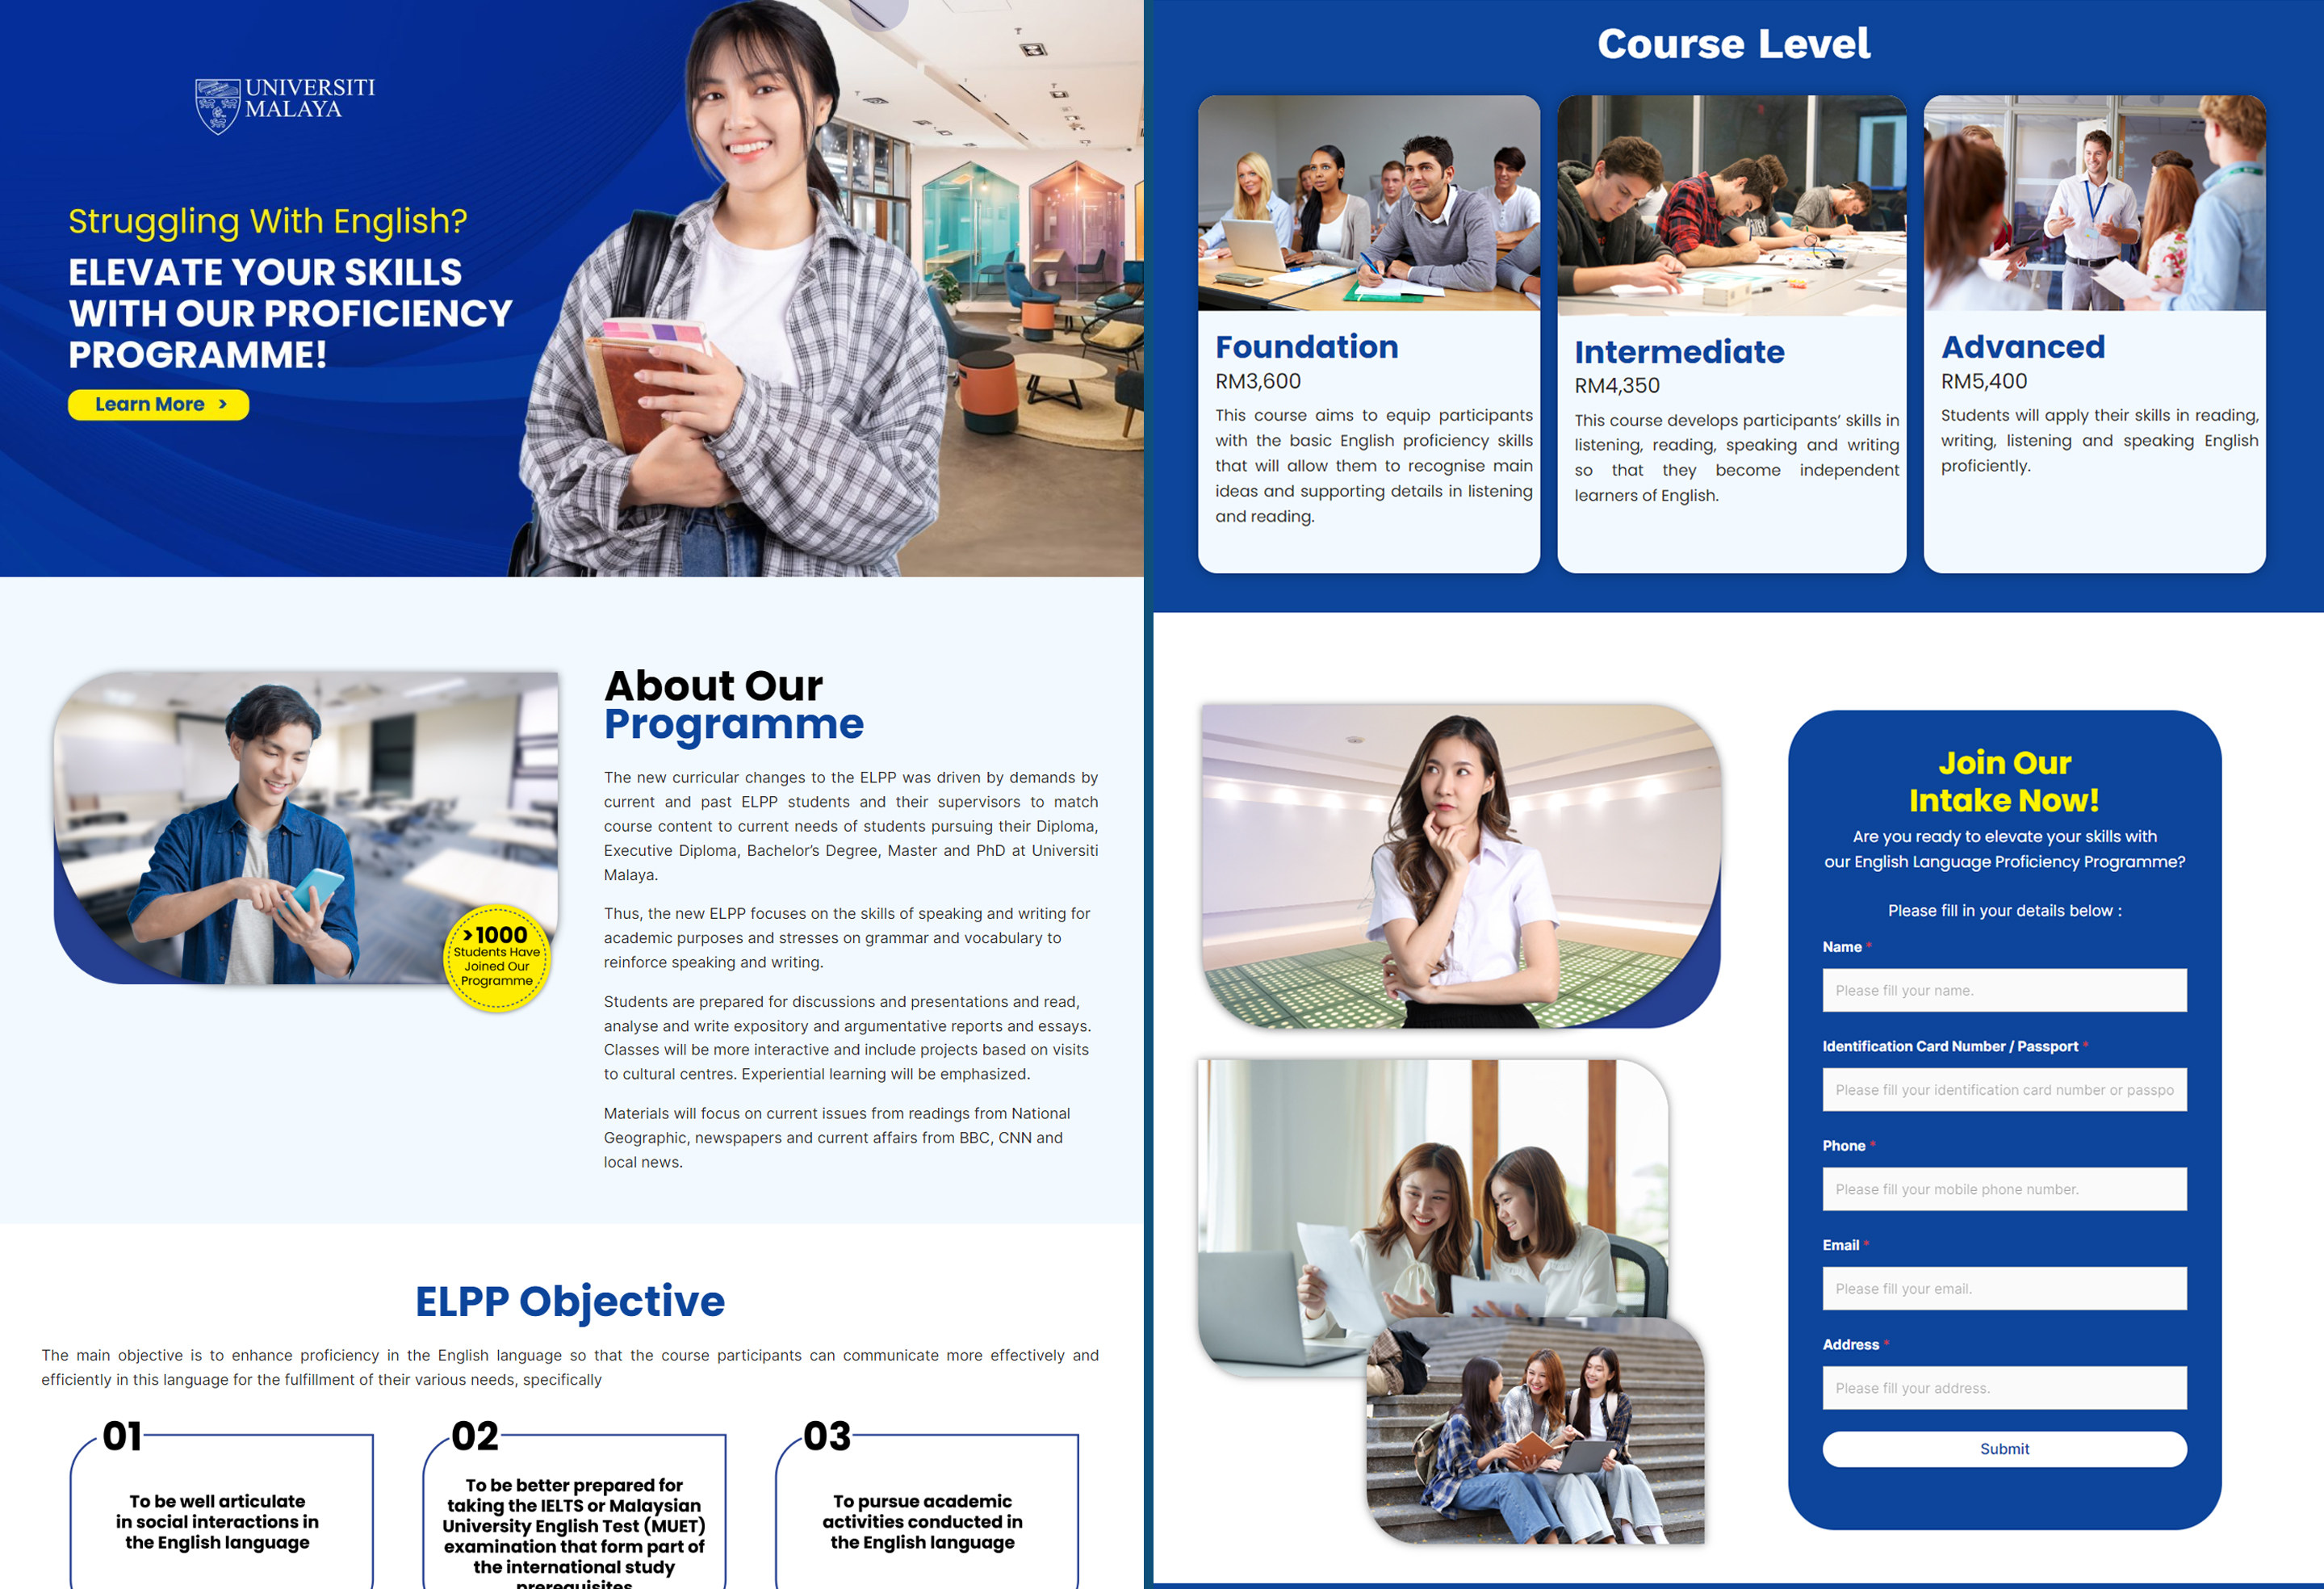 UNIVERSITI
MALAYA
Struggling With English?
ELEVATE YOUR SKILLS
WITH OUR PROFICIENCY
PROGRAMME!
Learn More >
About Our
Programme
The new curricular changes to the ELPP was driven by demands by
current and past ELPP students and their supervisors to match
course content to current needs of students pursuing their Diploma,
Executive Diploma, Bachelor's Degree, Master and PhD at Universiti
Malaya.
Thus, the new ELPP focuses on the skills of speaking and writing for
academic purposes and stresses on grammar and vocabulary to
reinforce speaking and writing.
Students are prepared for discussions and presentations and read,
analyse and write expository and argumentative reports and essays.
Classes will be more interactive and include projects based on visits
to cultural centres. Experiential learning will be emphasized.
Materials will focus on current issues from readings from National
Geographic, newspapers and current affairs from BBC, CNN and
local news.
>1000
Students Have
Joined Our
Programme
ELPP Objective
The main objective is to enhance proficiency in the English language so that the course participants can communicate more effectively and
efficiently in this language for the fulfillment of their various needs, specifically
01
To be well articulate
in social interactions in
the English language
02
To be better prepared for
taking the IELTS or Malaysian
University English Test (MUET)
examination that form part of
the international study
prerequisites
03
To pursue academic
activities conducted in
the English language
Course Level
Foundation
RM3,600
This course aims to equip participants
with the basic English proficiency skills
that will allow them to recognise main
ideas and supporting details in listening
and reading.
Intermediate
RM4,350
This course develops participants' skills in
listening, reading, speaking and writing
so that they become independent
learners of English.
Advanced
RM5,400
Students will apply their skills in reading,
writing, listening and speaking English
proficiently.
Join Our
Intake Now!
Are you ready to elevate your skills with
our English Language Proficiency Programme?
Please fill in your details below :
Name *
Please fill your name.
Identification Card Number / Passport *
Please fill your identification card number or passpo
Phone *
Please fill your mobile phone number.
Email *
Please fill your email.
Address *
Please fill your address.
Submit